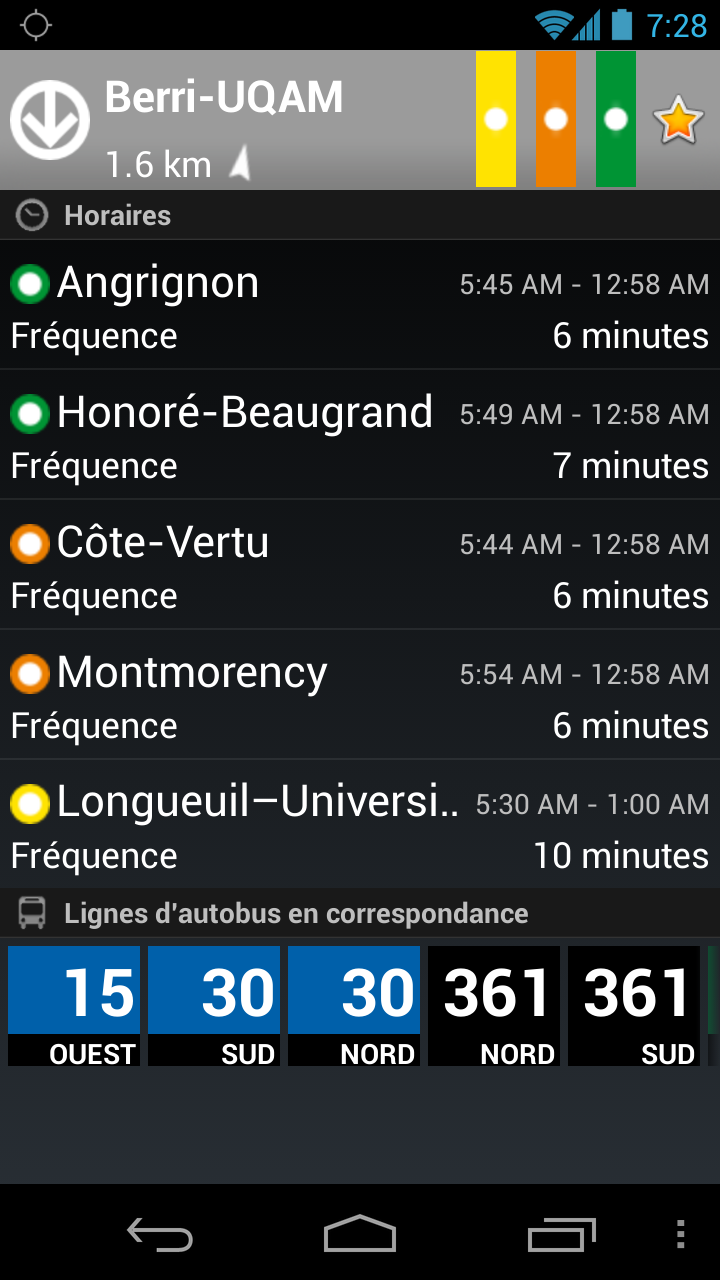 7:28
Berri-UQAM
1.6 km
Horaires
Angrignon 5:45 AM - 12:58 AM
Fréquence 6 minutes
Honoré-Beaugrand 5:49 AM - 12:58 AM
Fréquence 7 minutes
Côte-Vertu 5:44 AM - 12:58 AM
Fréquence 6 minutes
Montmorency 5:54 AM - 12:58 AM
Fréquence 6 minutes
Longueuil–Universi.. 5:30 AM - 1:00 AM
Fréquence 10 minutes
Lignes d'autobus en correspondance
15 30 30 361 361
OUEST SUD NORD NORD SUD